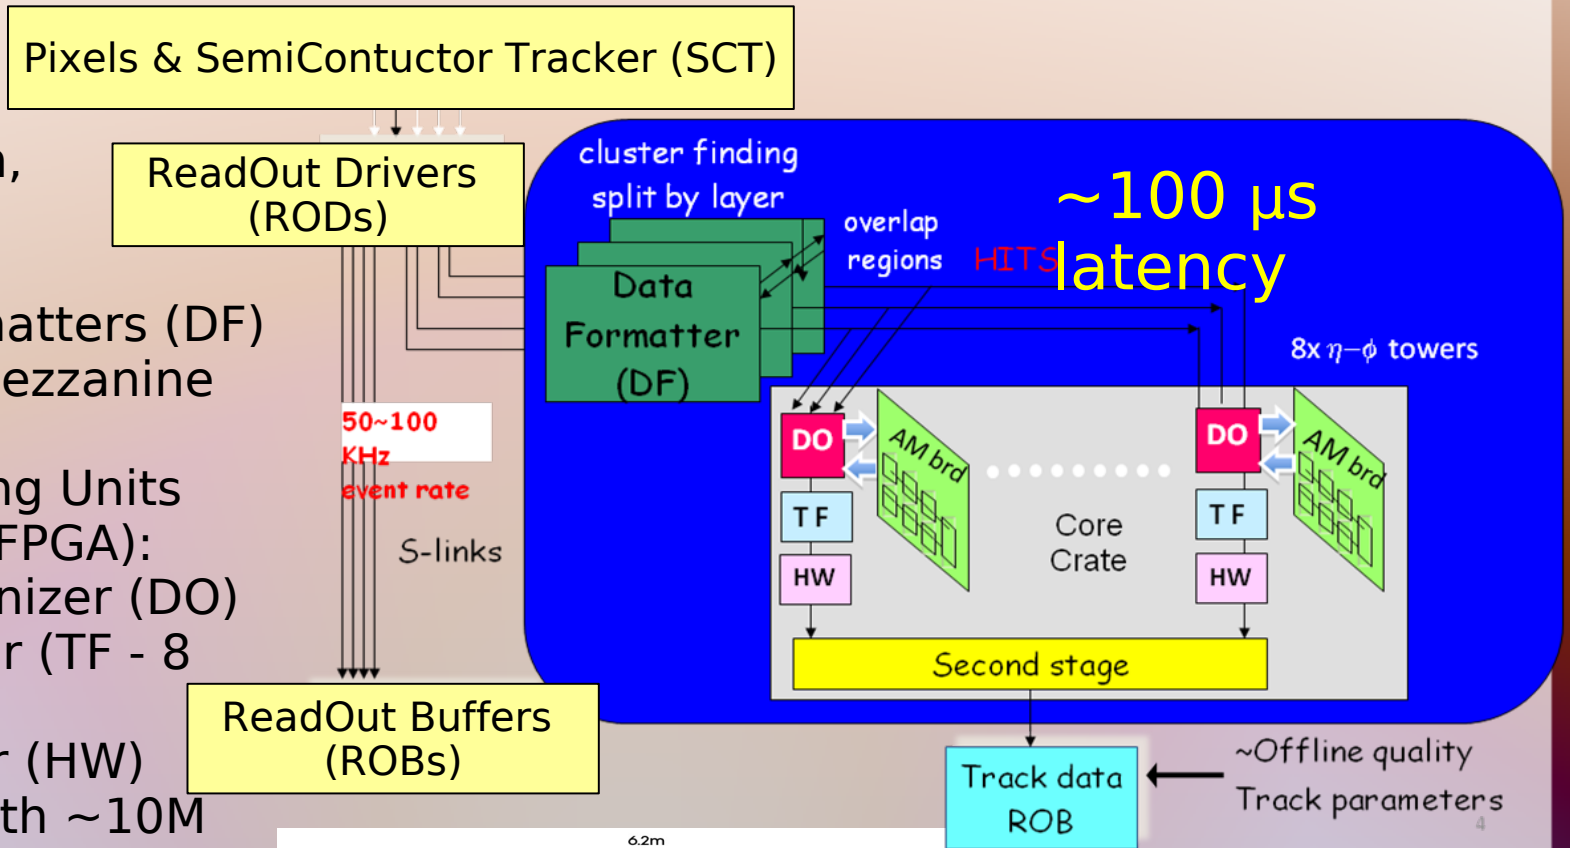 Pixels & SemiContuctor Tracker (SCT)
ReadOut Drivers
(RODs)
cluster finding
split by layer
overlap
regions
HITS
~100 µs
latency
Data
Formatter
(DF)
8x η–ϕ towers
atters (DF)
ezzanine
50~100
KHz
event rate
ng Units
FPGA):
nizer (DO)
r (TF - 8
r (HW)
th ~10M
S-links
DO
AM brd
TF
HW
Core
Crate
DO
AM brd
TF
HW
Second stage
ReadOut Buffers
(ROBs)
Track data
ROB
~Offline quality
Track parameters
4
6.2m